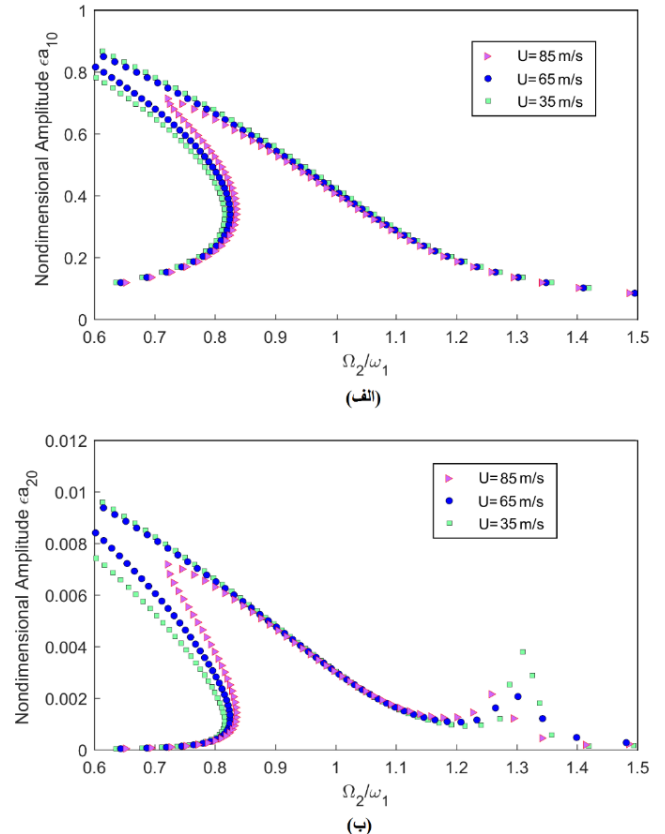 1
0.8
0.6
0.4
0.2
0
Nondimensional Amplitude ϵa₁₀
U= 85 m/s
U= 65 m/s
U= 35 m/s
0.6 0.7 0.8 0.9 1 1.1 1.2 1.3 1.4 1.5
Ω₂/ω₁
(الف)
0.012
0.01
0.008
0.006
0.004
0.002
0
Nondimensional Amplitude ϵa₂₀
U= 85 m/s
U= 65 m/s
U= 35 m/s
0.6 0.7 0.8 0.9 1 1.1 1.2 1.3 1.4 1.5
Ω₂/ω₁
(ب)